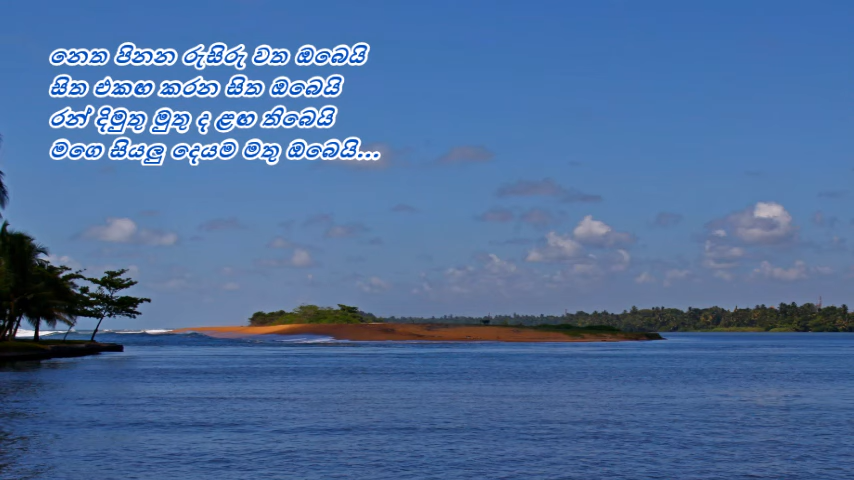 නෙත පිනන රුසිරු වත ඔබෙයි
සිත එකඟ කරන සිත ඔබෙයි
රන් දිමුතු මුතු ද ළඟ තිබෙයි
මගෙ සියලු දෙයම මතු ඔබෙයි...